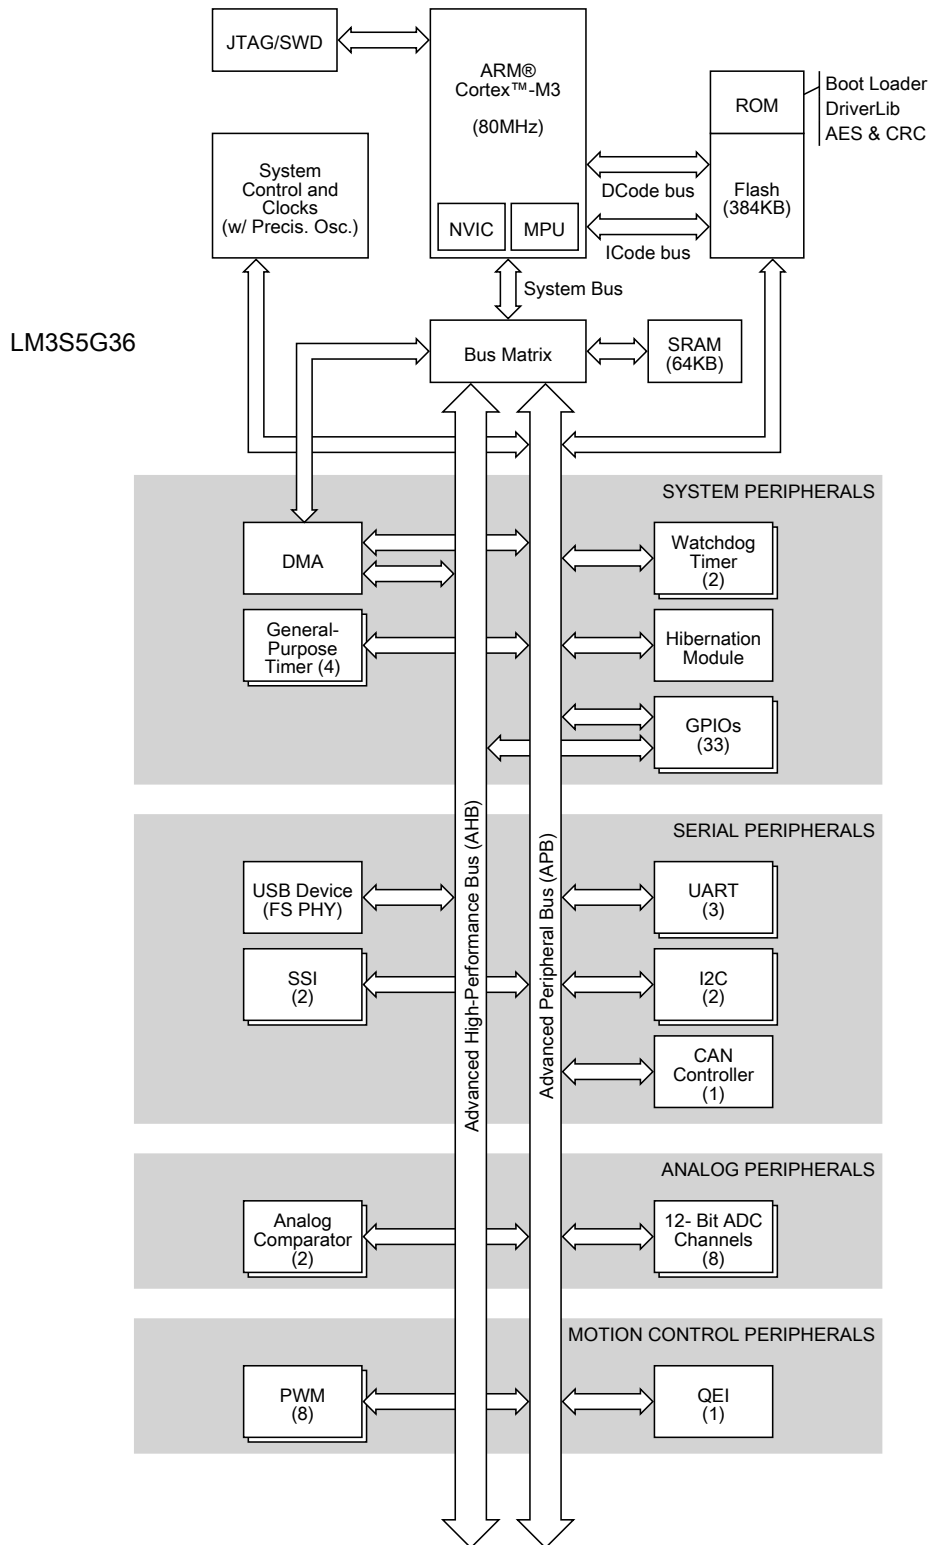 JTAG/SWD
ARM®
Cortex™-M3
(80MHz)
NVIC
MPU
ROM
Boot Loader
DriverLib
AES & CRC
System
Control and
Clocks
(w/ Precis. Osc.)
DCode bus
Flash
(384KB)
ICode bus
System Bus
LM3S5G36
Bus Matrix
SRAM
(64KB)
SYSTEM PERIPHERALS
DMA
Watchdog
Timer
(2)
General-
Purpose
Timer (4)
Hibernation
Module
GPIOs
(33)
Advanced High-Performance Bus (AHB)
Advanced Peripheral Bus (APB)
SERIAL PERIPHERALS
USB Device
(FS PHY)
UART
(3)
SSI
(2)
I2C
(2)
CAN
Controller
(1)
ANALOG PERIPHERALS
Analog
Comparator
(2)
12- Bit ADC
Channels
(8)
MOTION CONTROL PERIPHERALS
PWM
(8)
QEI
(1)